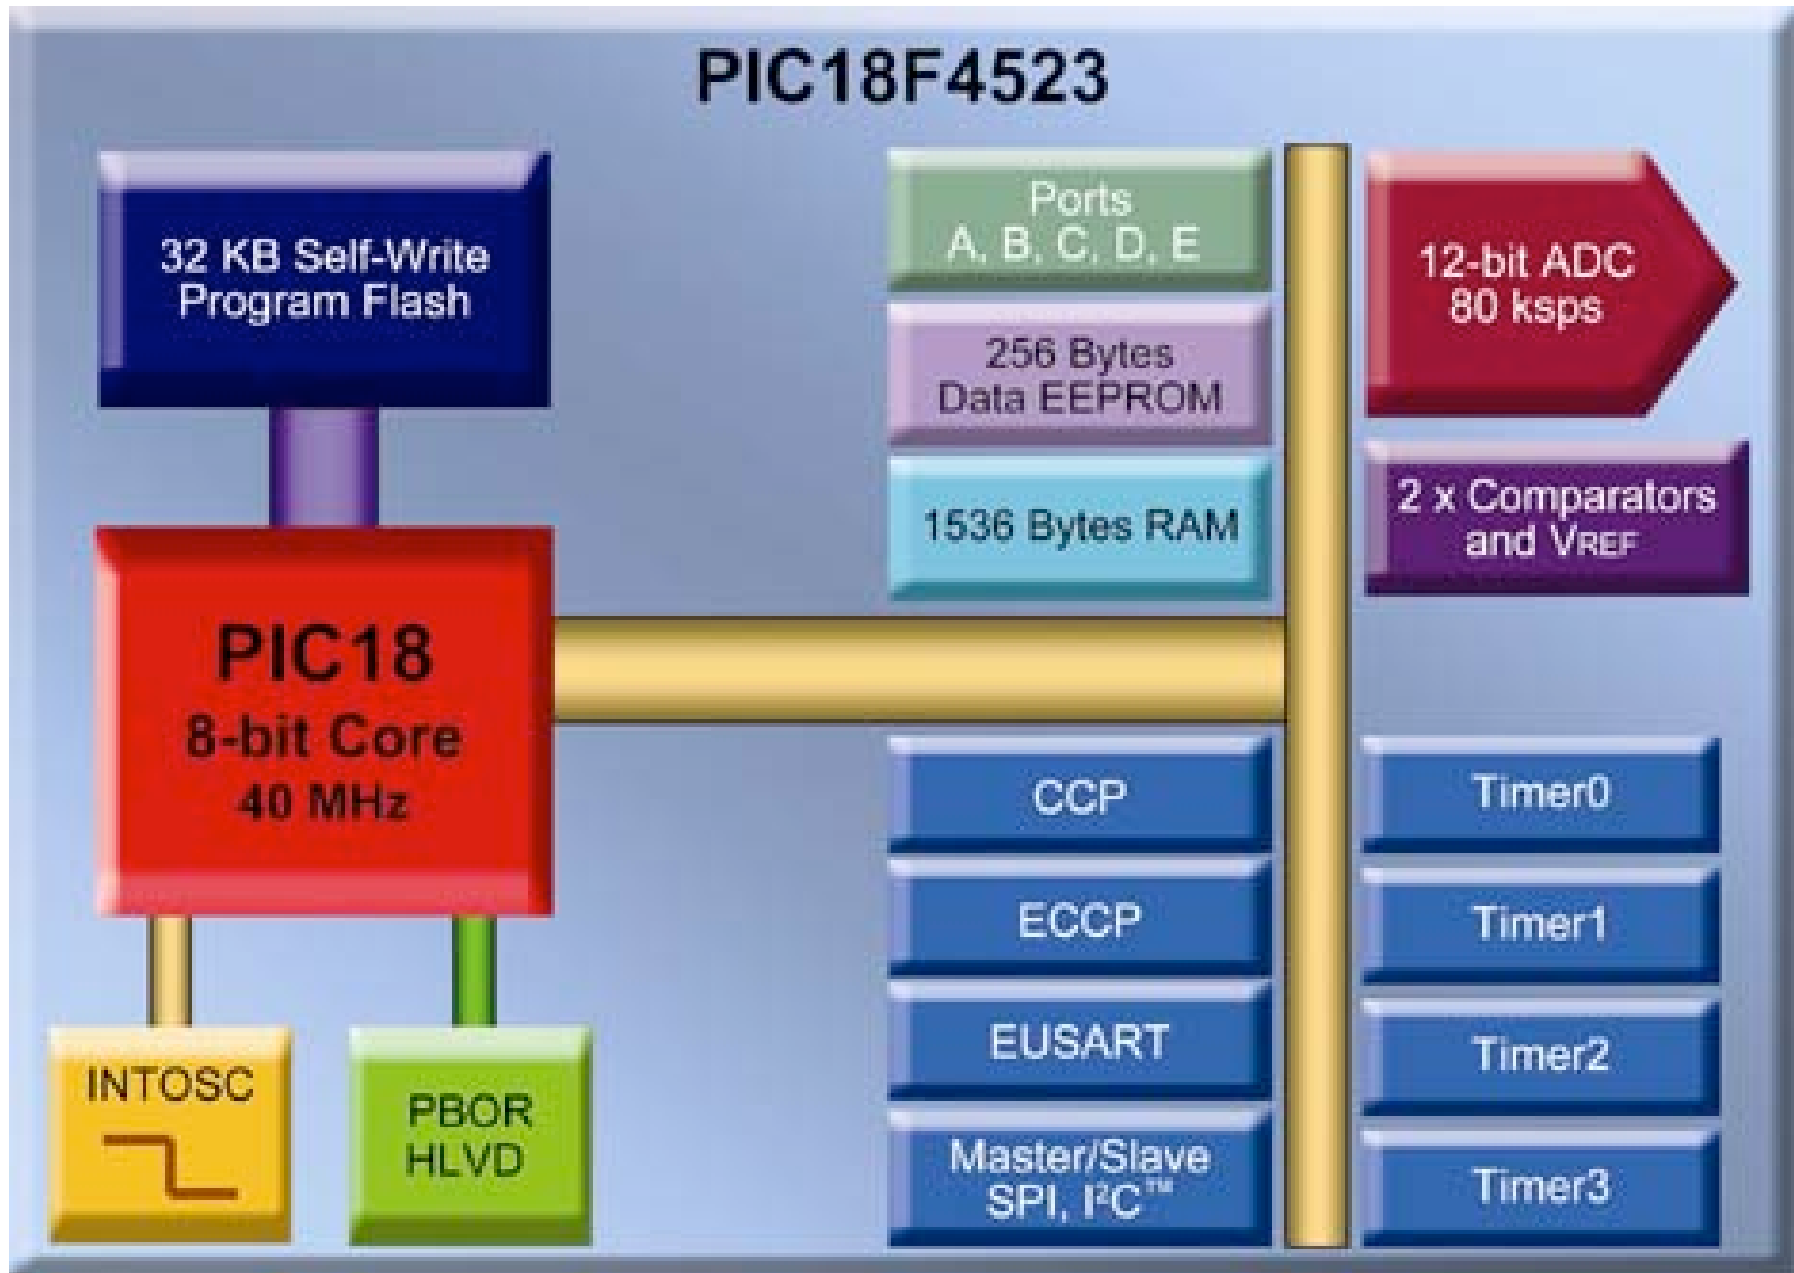 PIC18F4523
32 KB Self-Write
Program Flash
PIC18
8-bit Core
40 MHz
INTOSC
PBOR
HLVD
Ports
A, B, C, D, E
256 Bytes
Data EEPROM
1536 Bytes RAM
CCP
ECCP
EUSART
Master/Slave
SPI, I²C™
12-bit ADC
80 ksps
2 x Comparators
and VREF
Timer0
Timer1
Timer2
Timer3